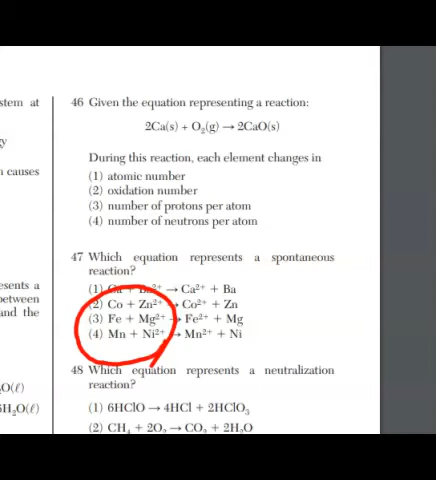 stem at
y
n causes
esents a
between
and the
O(ℓ)
6H₂O(ℓ)
46 Given the equation representing a reaction:
2Ca(s) + O₂(g) → 2CaO(s)
During this reaction, each element changes in
(1) atomic number
(2) oxidation number
(3) number of protons per atom
(4) number of neutrons per atom
47 Which equation represents a spontaneous
reaction?
(1) Ca + Ba²⁺ → Ca²⁺ + Ba
(2) Co + Zn²⁺ → Co²⁺ + Zn
(3) Fe + Mg²⁺ → Fe²⁺ + Mg
(4) Mn + Ni²⁺ → Mn²⁺ + Ni
48 Which equation represents a neutralization
reaction?
(1) 6HClO → 4HCl + 2HClO₃
(2) CH₄ + 2O₂ → CO₂ + 2H₂O